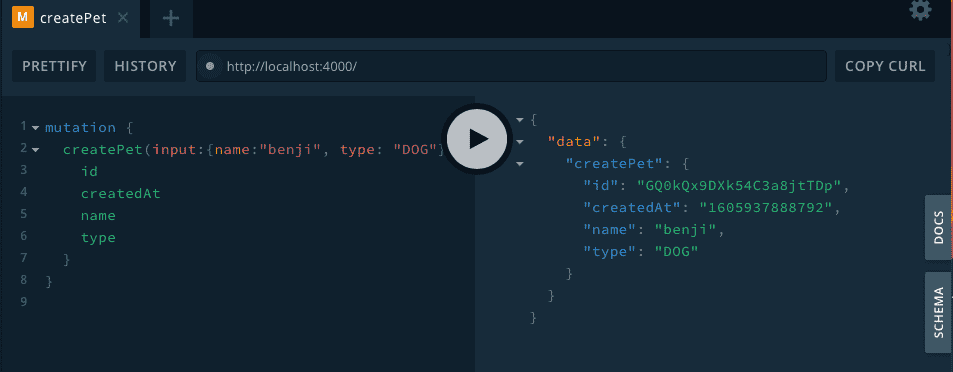 M createPet × +
PRETTIFY HISTORY http://localhost:4000/ COPY CURL
1 mutation {
2 createPet(input:{name:"benji", type: "DOG"}
3 id
4 createdAt
5 name
6 type
7 }
8 }
9
{
"data": {
"createPet": {
"id": "GQ0kQx9DXk54C3a8jtTDp",
"createdAt": "1605937888792",
"name": "benji",
"type": "DOG"
}
}
}
DOCS
SCHEMA